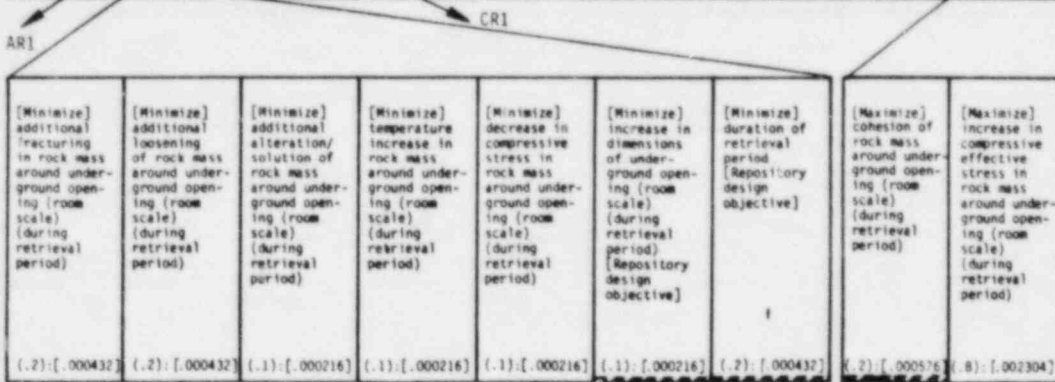 AR1
CR1
[Minimize]
additional
fracturing
in rock mass
around under-
ground open-
ing (room
scale)
(during
retrieval
period)
(.2):[.000432]
[Minimize]
additional
loosening
of rock mass
around under-
ground open-
ing (room
scale)
(during
retrieval
period)
(.2):[.000432]
[Minimize]
additional
alteration/
solution of
rock mass
around under-
ground open-
ing (room
scale)
(during
retrieval
period)
(.1):[.000216]
[Minimize]
temperature
increase in
rock mass
around under-
ground open-
ing (room
scale)
(during
retrieval
period)
(.1):[.000216]
[Minimize]
decrease in
compressive
stress in
rock mass
around under-
ground open-
ing (room
scale)
(during
retrieval
period)
(.1):[.000216]
[Minimize]
increase in
dimensions
of under-
ground open-
ing (room
scale)
(during
retrieval
period)
[Repository
design
objective]
(.1):[.000216]
[Minimize]
duration of
retrieval
period
[Repository
design
objective]
(.2):[.000432]
[Maximize]
cohesion of
rock mass
around under-
ground open-
ing (room
scale)
(during
retrieval
period)
(.2):[.000576]
[Maximize]
increase in
compressive
effective
stress in
rock mass
around under-
ground open-
ing (room
scale)
(during
retrieval
period)
(.8):[.002304]